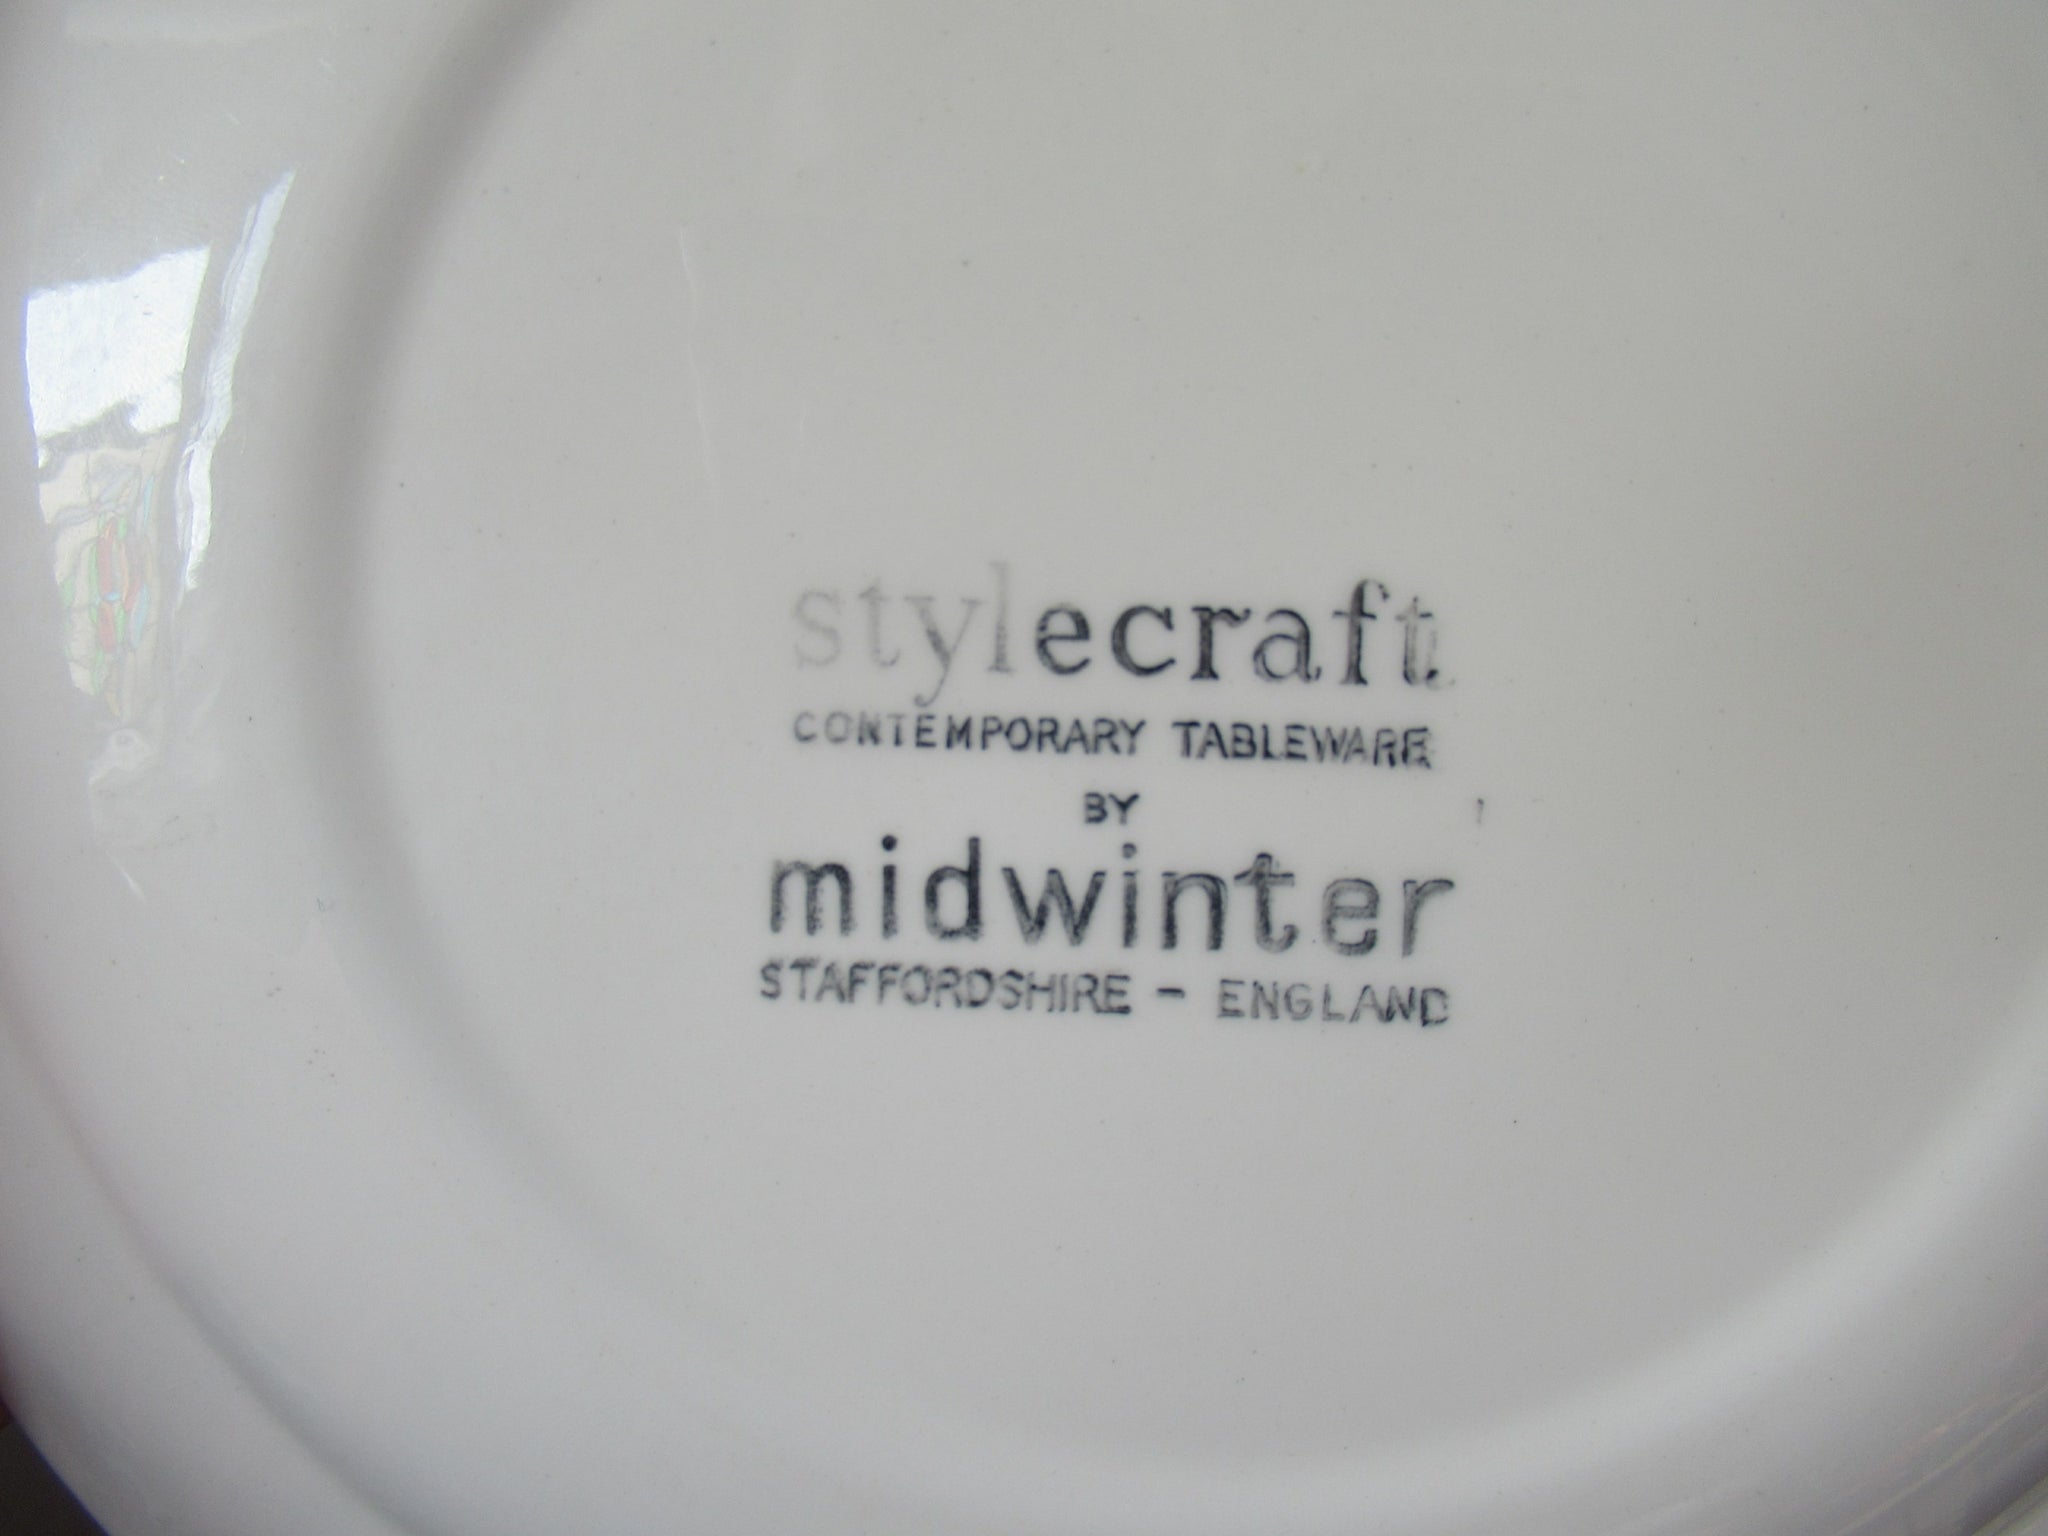 stylecraft
CONTEMPORARY TABLEWARE
BY
midwinter
STAFFORDSHIRE - ENGLAND